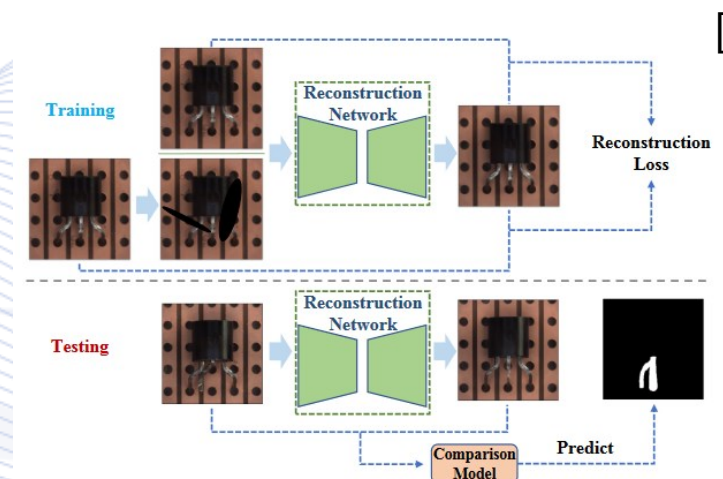 Training
Reconstruction
Network
Reconstruction
Loss
Testing
Reconstruction
Network
Comparison
Model
Predict